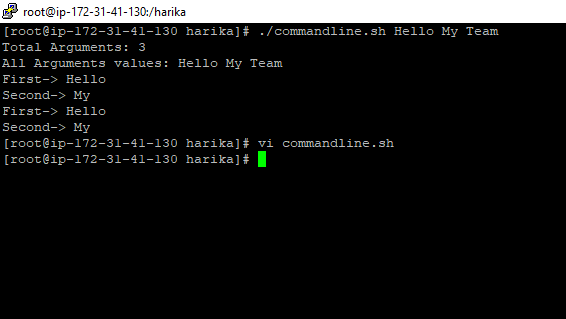 root@ip-172-31-41-130:/harika
[root@ip-172-31-41-130 harika]# ./commandline.sh Hello My Team
Total Arguments: 3
All Arguments values: Hello My Team
First-> Hello
Second-> My
First-> Hello
Second-> My
[root@ip-172-31-41-130 harika]# vi commandline.sh
[root@ip-172-31-41-130 harika]#